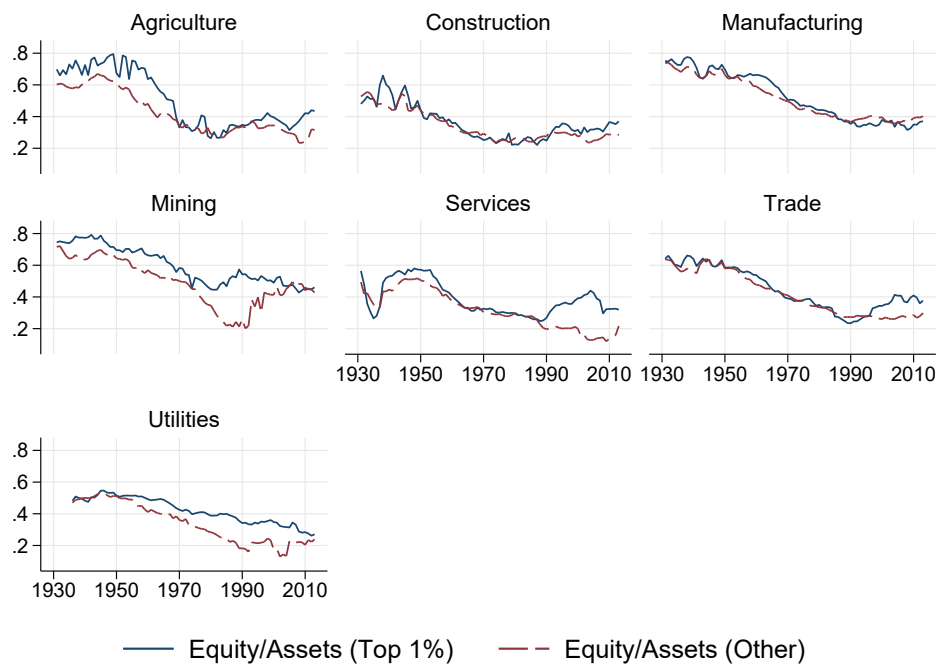 Agriculture Construction Manufacturing
.8
.6
.4
.2
Mining Services Trade
.8
.6
.4
.2
1930 1950 1970 1990 2010 1930 1950 1970 1990 2010
Utilities
.8
.6
.4
.2
1930 1950 1970 1990 2010
Equity/Assets (Top 1%) Equity/Assets (Other)